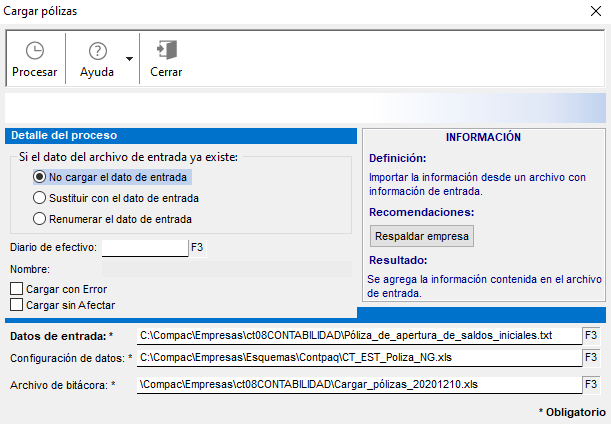 Cargar pólizas
Procesar
Ayuda
Cerrar
Detalle del proceso
Si el dato del archivo de entrada ya existe:
No cargar el dato de entrada
Sustituir con el dato de entrada
Renumerar el dato de entrada
Diario de efectivo: F3
Nombre:
Cargar con Error
Cargar sin Afectar
INFORMACIÓN
Definición:
Importar la información desde un archivo con
información de entrada.
Recomendaciones:
Respaldar empresa
Resultado:
Se agrega la información contenida en el archivo
de entrada.
Datos de entrada: * C:\Compac\Empresas\ct08CONTABILIDAD\Póliza_de_apertura_de_saldos_iniciales.txt F3
Configuración de datos: * C:\Compac\Empresas\Esquemas\Contpaq\CT_EST_Poliza_NG.xls F3
Archivo de bitácora: * \Compac\Empresas\ct08CONTABILIDAD\Cargar_pólizas_20201210.xls F3
* Obligatorio